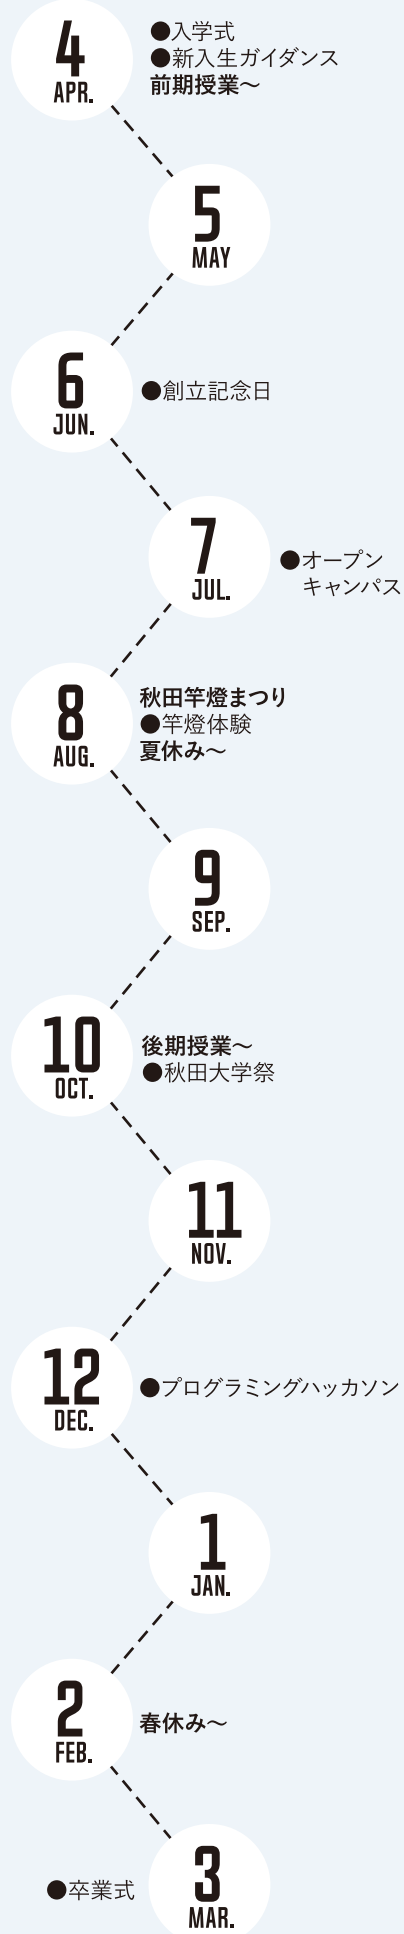 4
APR.
●入学式
●新入生ガイダンス
前期授業～
5
MAY
6
JUN.
●創立記念日
7
JUL.
●オープン
キャンパス
8
AUG.
秋田竿燈まつり
●竿燈体験
夏休み～
9
SEP.
10
OCT.
後期授業～
●秋田大学祭
11
NOV.
12
DEC.
●プログラミングハッカソン
1
JAN.
2
FEB.
春休み～
3
MAR.
●卒業式